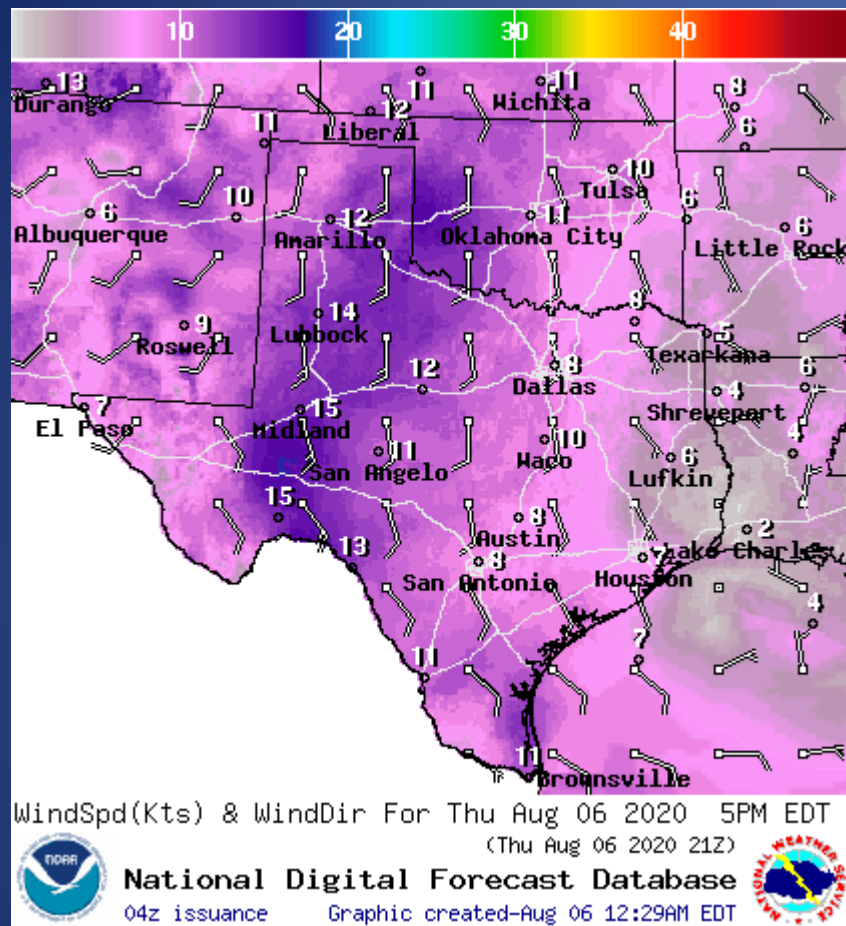 10 20 30 40
13 11 11 8
Durango Wichita
12
Liberal
11 6
10
Tulsa
6 10 12 11 6 6
Albuquerque Amarillo Oklahoma City Little Rock
9 14 8 5
Roswell Lubbock Texarkana
12 8 6
Dallas
7 15 4
El Paso Midland Shreveport
11 10 6 4
San Angelo Waco Lufkin
15 8 2
Austin Lake Charles
13 8 7
San Antonio Houston
4
11 7
11
Brownsville
WindSpd(Kts) & WindDir For Thu Aug 06 2020 5PM EDT
(Thu Aug 06 2020 21Z)
NOAA
National Digital Forecast Database
04z issuance Graphic created-Aug 06 12:29AM EDT
NATIONAL WEATHER SERVICE